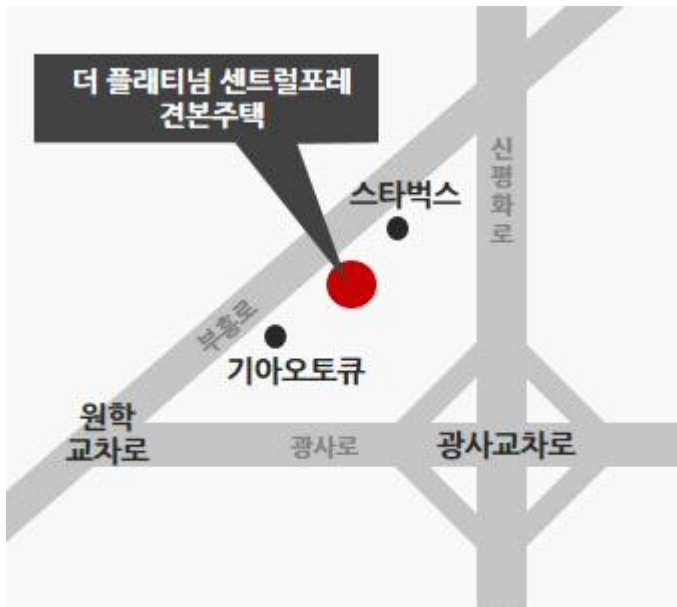 더 플래티넘 센트럴포레
견본주택
스타벅스
신평화로
부흥로
기아오토큐
원학
교차로
광사로
광사교차로